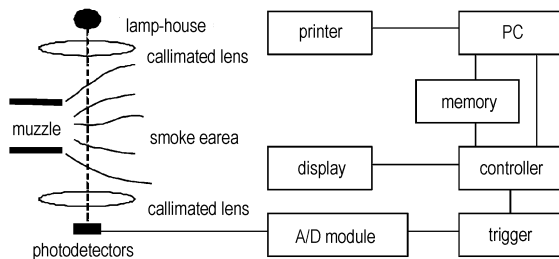 lamp-house
callimated lens
muzzle
smoke earea
callimated lens
photodetectors
printer
PC
memory
display
controller
A/D module
trigger